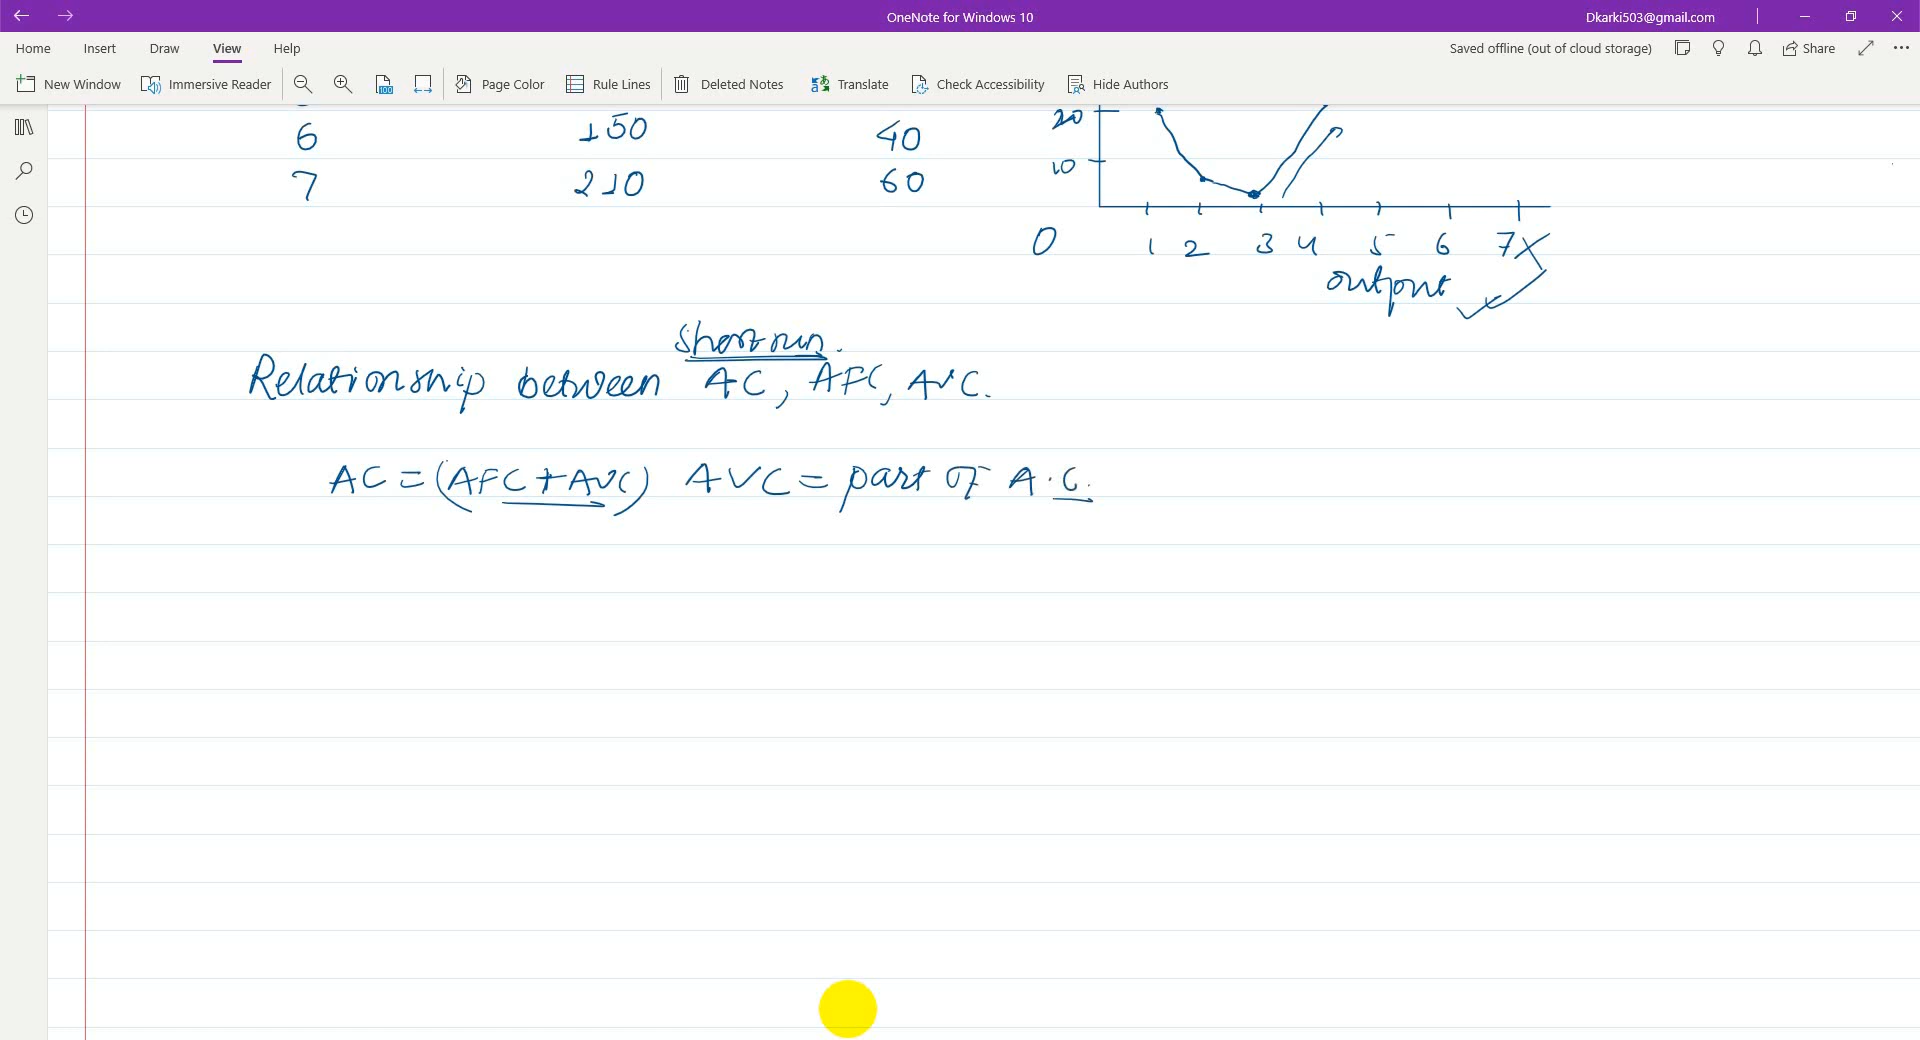 OneNote for Windows 10
Dkarki503@gmail.com
Home Insert Draw View Help
Saved offline (out of cloud storage) Share
New Window Immersive Reader Page Color Rule Lines Deleted Notes Translate Check Accessibility Hide Authors
6 150 40
7 210 60
20
10
0 1 2 3 4 5 6 7 X
output
Short run.
Relationship between AC, AFC, AVC.
AC = (AFC + AVC) AVC = part of A.C.